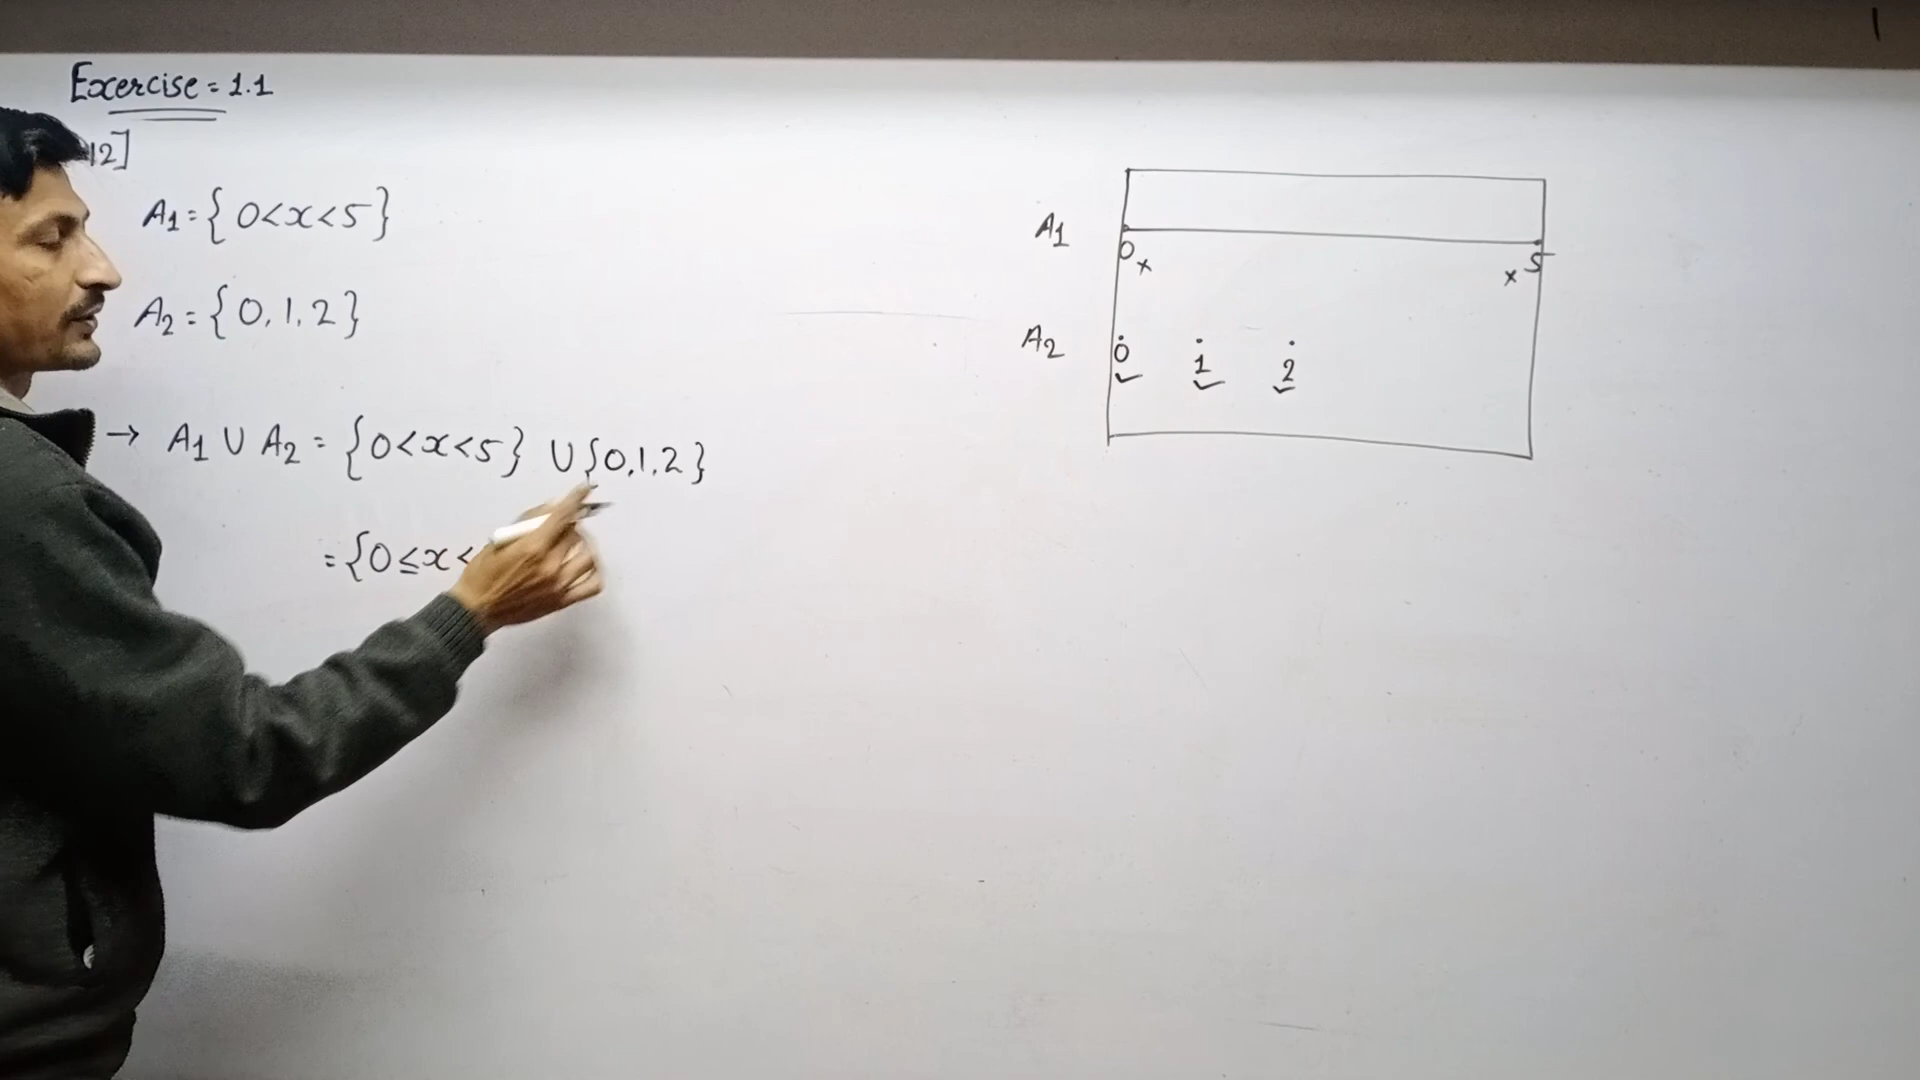 Excercise = 1.1
12]
A1 = { 0<x<5 }
A2 = { 0, 1, 2 }
→ A1 ∪ A2 = { 0<x<5 } ∪ { 0, 1, 2 }
= { 0≤x<
A1
0 x x 5
A2 0 1 2